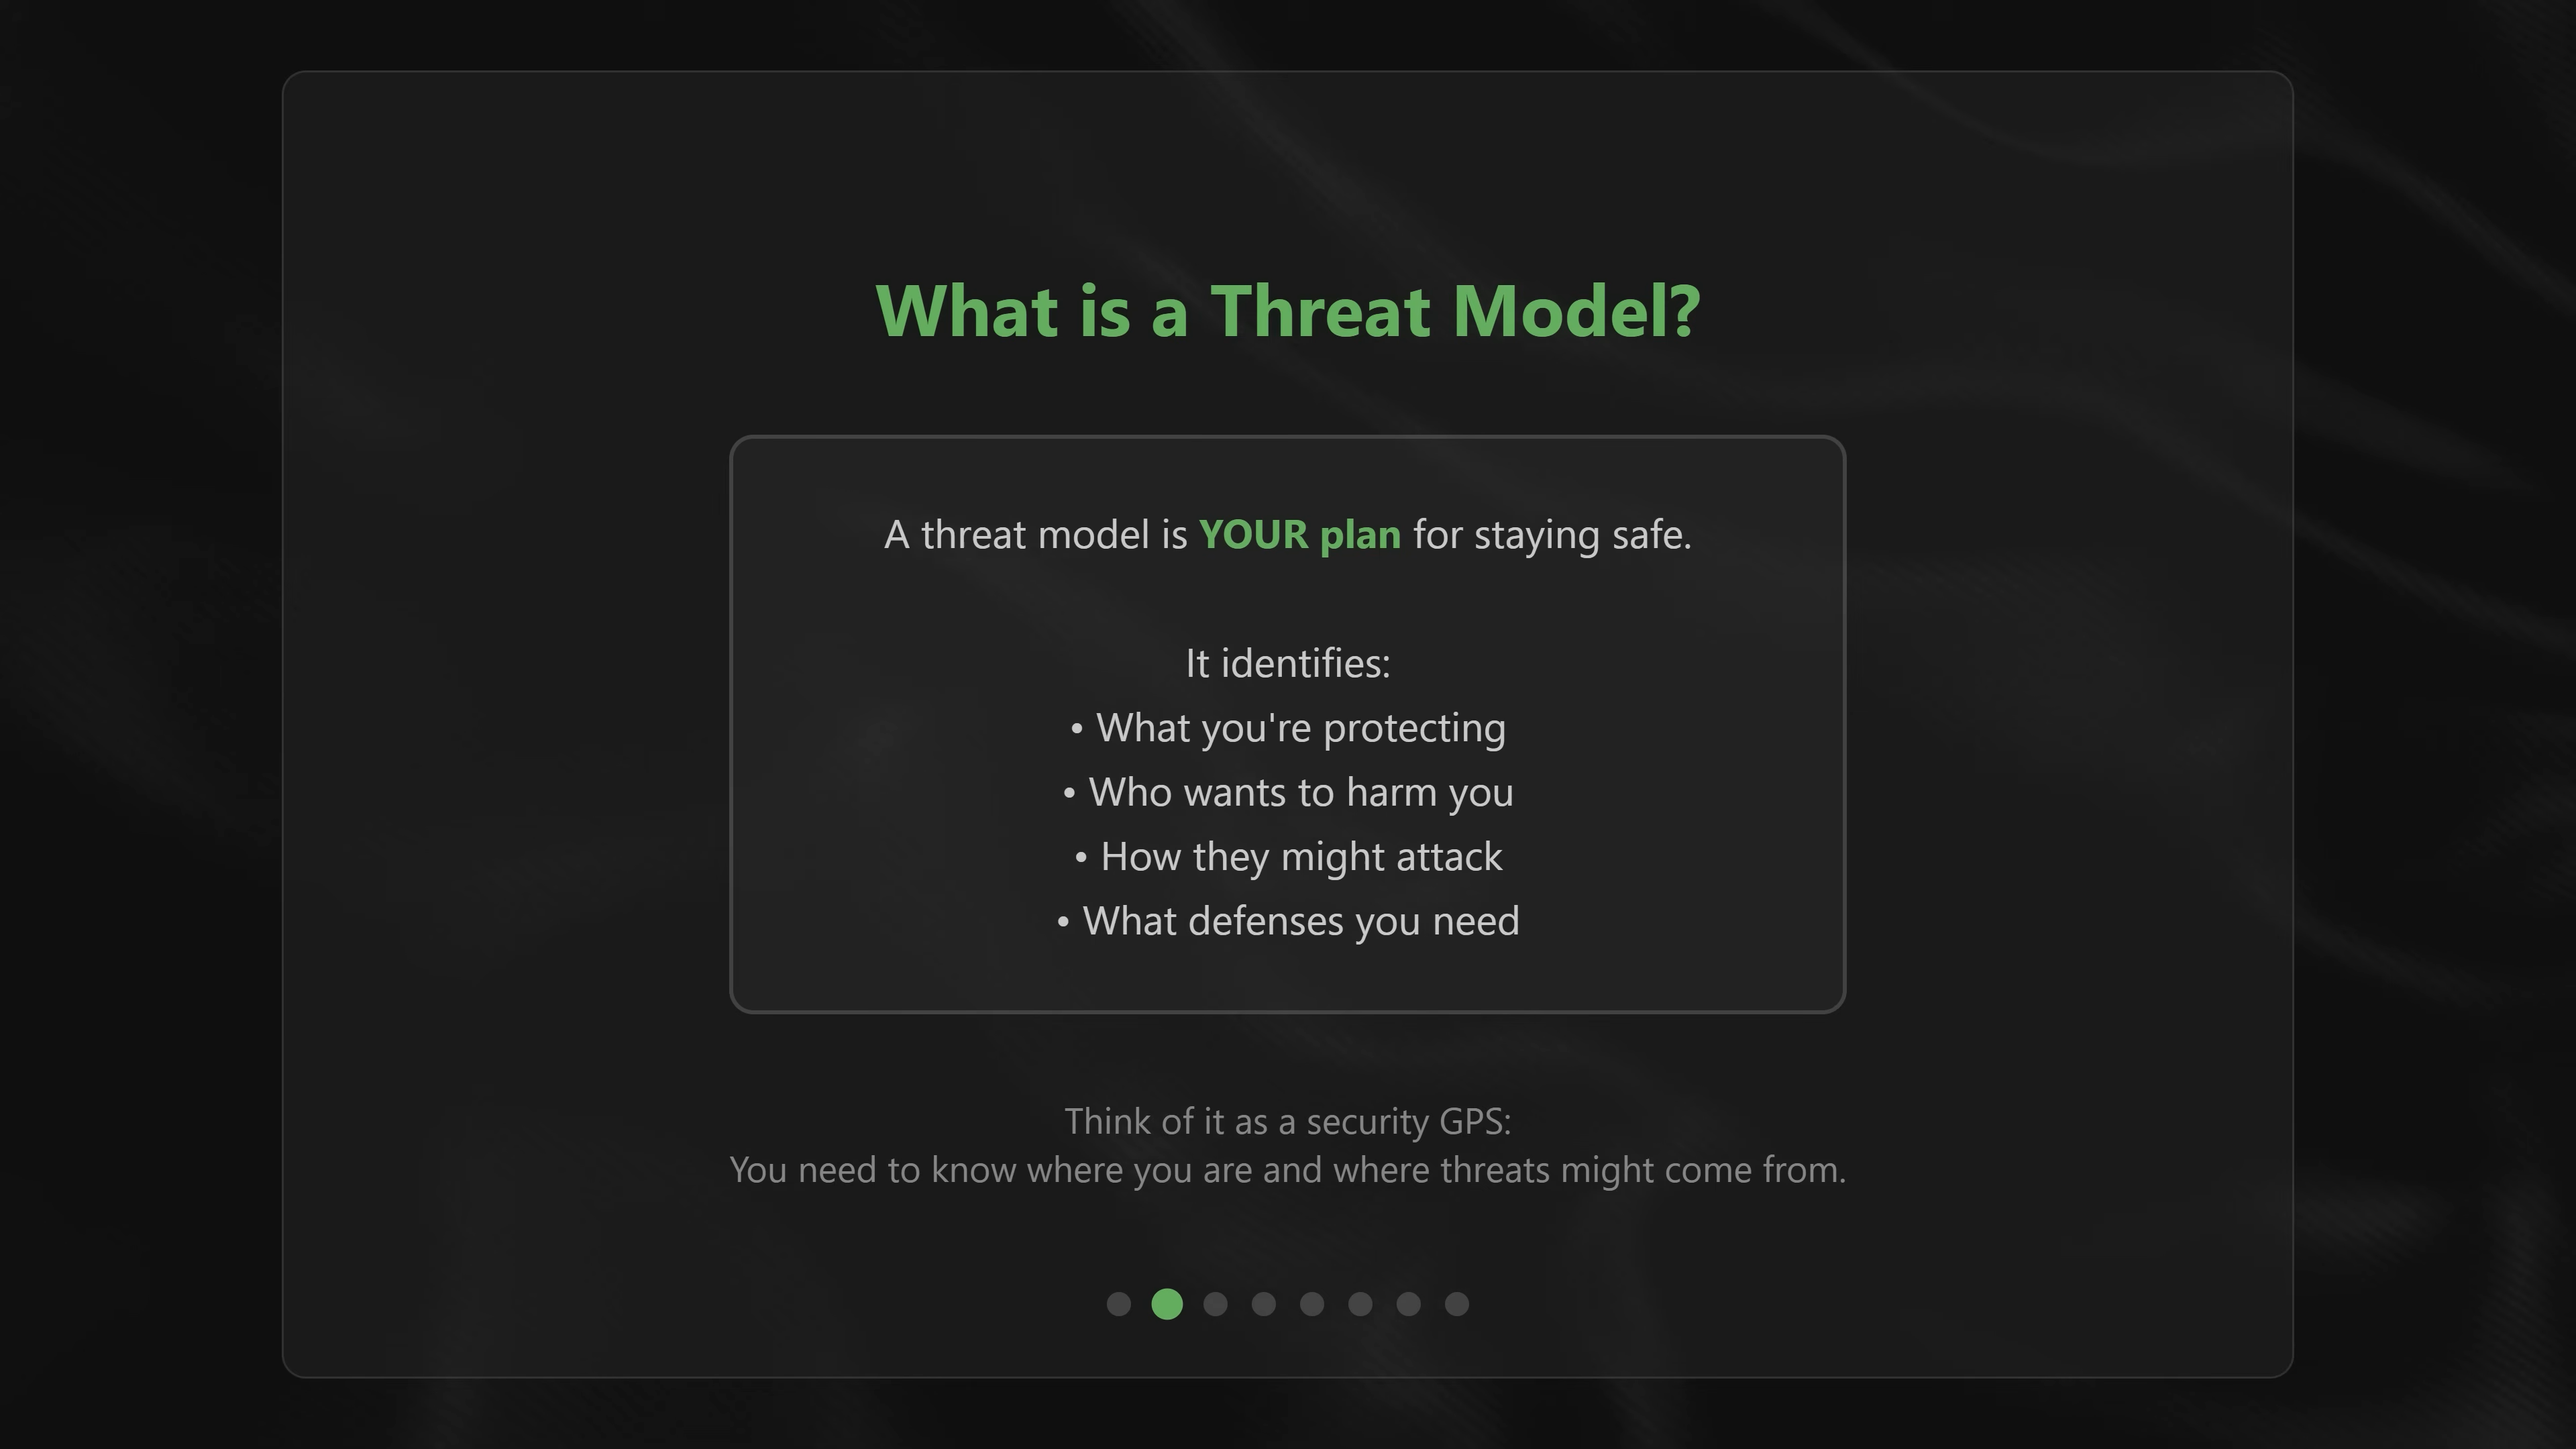 What is a Threat Model?
A threat model is YOUR plan for staying safe.
It identifies:
• What you're protecting
• Who wants to harm you
• How they might attack
• What defenses you need
Think of it as a security GPS:
You need to know where you are and where threats might come from.